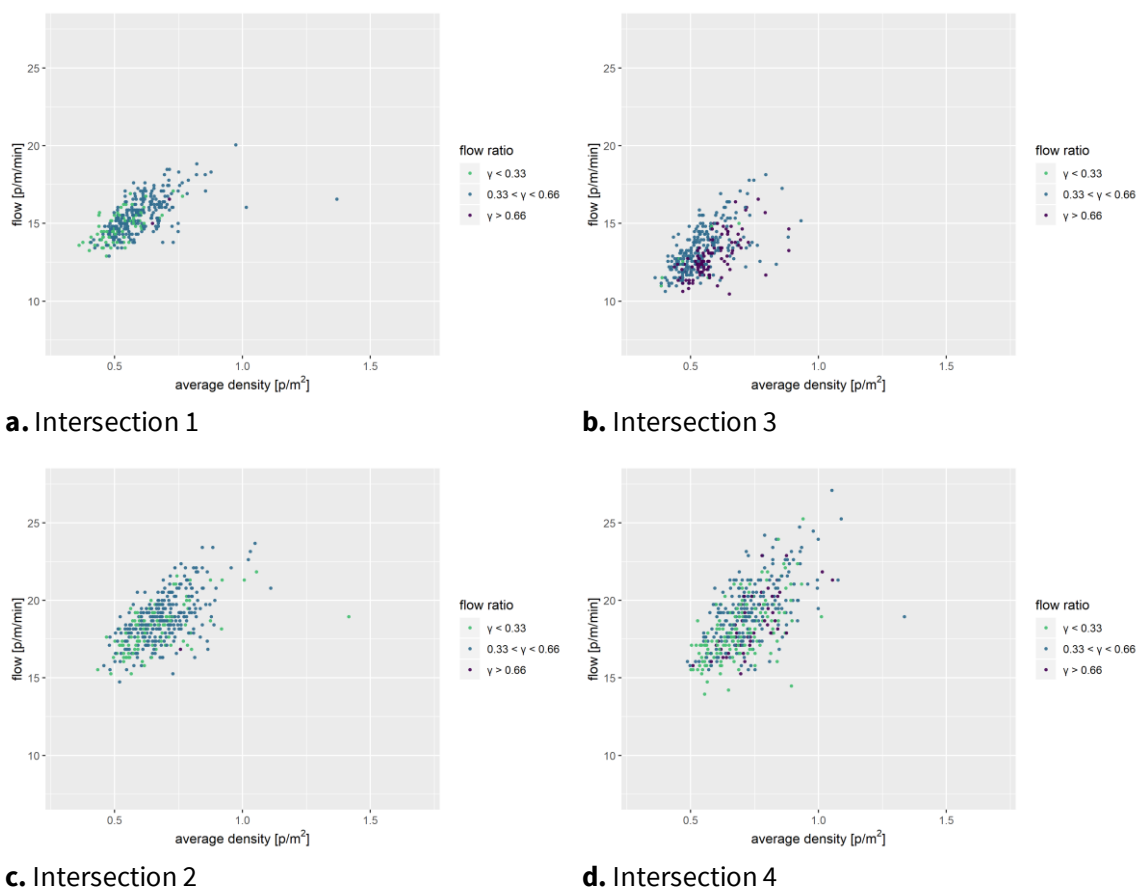 25
20
15
10
flow [p/m/min]
0.5 1.0 1.5
average density [p/m²]
flow ratio
γ < 0.33
0.33 < γ < 0.66
γ > 0.66
a. Intersection 1
25
20
15
10
flow [p/m/min]
0.5 1.0 1.5
average density [p/m²]
flow ratio
γ < 0.33
0.33 < γ < 0.66
γ > 0.66
b. Intersection 3
25
20
15
10
flow [p/m/min]
0.5 1.0 1.5
average density [p/m²]
flow ratio
γ < 0.33
0.33 < γ < 0.66
γ > 0.66
c. Intersection 2
25
20
15
10
flow [p/m/min]
0.5 1.0 1.5
average density [p/m²]
flow ratio
γ < 0.33
0.33 < γ < 0.66
γ > 0.66
d. Intersection 4